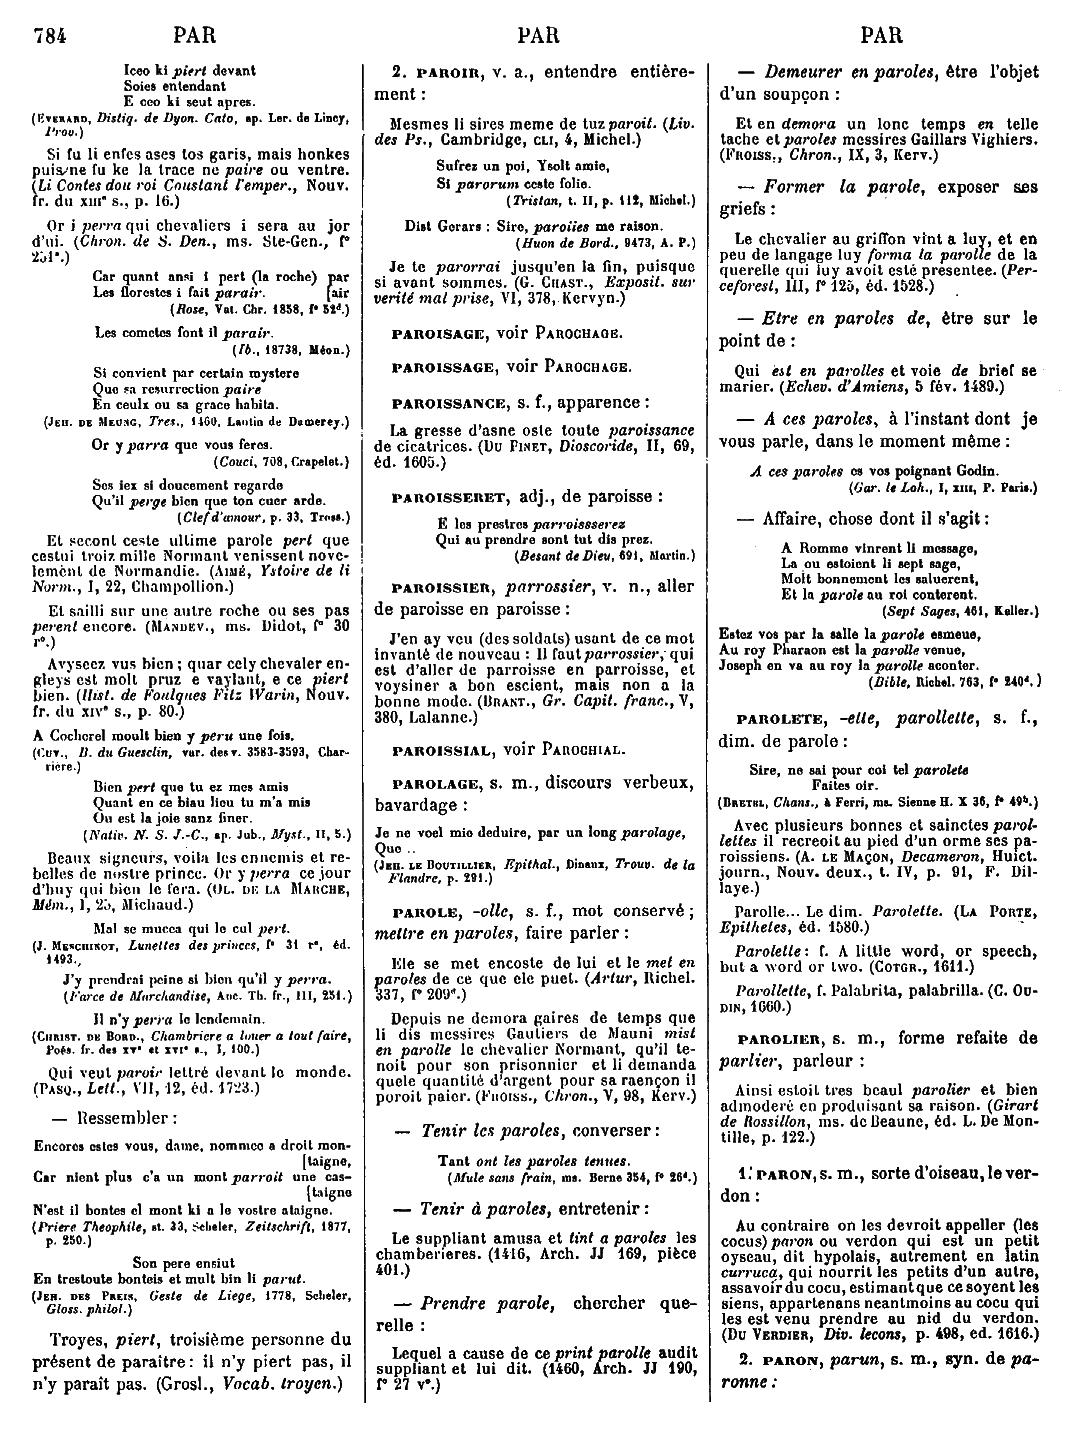 784 PAR PAR PAR
Iceo ki piert devant
Soies entendant
E ceo ki seut apres.
(EVERARD, Distiq. de Dyon. Cato, ap. Ler. de Lincy,
Prov.)
Si fu li enfes ases tos garis, mais honkes
puis ne fu ke la trace ne paire ou ventre.
(Li Contes dou roi Coustant l'emper., Nouv.
fr. du XIIIe s., p. 16.)
Or i perra qui chevaliers i sera au jor
d'ui. (Chron. de S. Den., ms. Ste-Gen., fº
251ª.)
Car quant ansi i pert (la roche) par
Les florestes i fait parair. [air
(Rose, Vat. Chr. 1858, fº 52d.)
Les cometes font il parair.
(Ib., 18738, Méon.)
Si convient par certain mystere
Que sa resurrection paire
En ceulx ou sa grace habita.
(JEH. DE MEUNG, Tres., 1460, Lantin de Damerey.)
Or y parra que vous feres.
(Couci, 708, Crapelet.)
Ses iex si doucement regarde
Qu'il perge bien que ton cuer arde.
(Clef d'amour, p. 33, Tross.)
Et secont ceste ultime parole pert que
cestui troiz mille Normant venissent nove-
lement de Normandie. (AIMÉ, Ystoire de li
Norm., I, 22, Champollion.)
Et sailli sur une autre roche ou ses pas
perent encore. (MANDEV., ms. Didot, fº 30
rº.)
Avyseez vus bien ; quar cely chevaler en-
gleys est molt pruz e vaylant, e ce piert
bien. (Hist. de Foulques Fitz Warin, Nouv.
fr. du XIVe s., p. 80.)
A Cocherel moult bien y peru une fois.
(CUV., B. du Guesclin, var. des v. 3583-3593, Char-
rière.)
Bien pert que tu ez mes amis
Quant en ce biau lieu tu m'a mis
Ou est la joie sanz finer.
(Nativ. N. S. J.-C., ap. Jub., Myst., II, 5.)
Beaux signeurs, voila les ennemis et re-
belles de nostre prince. Or y perra ce jour
d'huy qui bien le fera. (OL. DE LA MARCHE,
Mém., I, 25, Michaud.)
Mal se mucca qui le cul pert.
(J. MESCHINOT, Lunettes des princes, fº 31 rº, éd.
1493.,
J'y prendrai peine si bien qu'il y perra.
(Farce de Marchandise, Anc. Th. fr., III, 251.)
Il n'y perra le lendemain.
(CHRIST. DE BORD., Chambriere a louer a tout faire,
Poés. fr. des XVe et XVIe s., I, 100.)
Qui veut paroir lettré devant le monde.
(PASQ., Lett., VII, 12, éd. 1723.)
— Ressembler :
Encores estes vous, dame, nommee a droit mon-
[taigne,
Car nient plus c'a un mont parroit une cas-
[taigne
N'est il bontes el mont ki a le vostre ataigne.
(Priere Theophile, st. 33, Scheler, Zeitschrift, 1877,
p. 250.)
Son pere ensiut
En trestoute bonteis et mult bin li parut.
(JEH. DES PREIS, Geste de Liege, 1778, Scheler,
Gloss. philol.)
Troyes, piert, troisième personne du
présent de paraitre : il n'y piert pas, il
n'y paraît pas. (Grosl., Vocab. troyen.)
2. PAROIR, v. a., entendre entière-
ment :
Mesmes li sires meme de tuz paroit. (Liv.
des Ps., Cambridge, CLI, 4, Michel.)
Sufrez un poi, Ysolt amie,
Si parorum ceste folie.
(Tristan, t. II, p. 112, Michel.)
Dist Gerars : Sire, paroiies me raison.
(Huon de Bord., 9473, A. P.)
Je te parorrai jusqu'en la fin, puisque
si avant sommes. (G. CHAST., Exposit. sur
verité mal prise, VI, 378, Kervyn.)
PAROISAGE, voir PAROCHAGE.
PAROISSAGE, voir PAROCHAGE.
PAROISSANCE, s. f., apparence :
La gresse d'asne oste toute paroissance
de cicatrices. (DU PINET, Dioscoride, II, 69,
éd. 1605.)
PAROISSERET, adj., de paroisse :
E les prestres parroissserez
Qui au prendre sont tut dis prez.
(Besant de Dieu, 691, Martin.)
PAROISSIER, parrossier, v. n., aller
de paroisse en paroisse :
J'en ay veu (des soldats) usant de ce mot
invanté de nouveau : Il faut parrossier, qui
est d'aller de parroisse en parroisse, et
voysiner a bon escient, mais non a la
bonne mode. (BRANT., Gr. Capit. franc., V,
380, Lalanne.)
PAROISSIAL, voir PAROCHIAL.
PAROLAGE, s. m., discours verbeux,
bavardage :
Je ne voel mie deduire, par un long parolage,
Que ..
(JEH. LE BOUTILLIER, Epithal., Dinaux, Trouv. de la
Flandre, p. 291.)
PAROLE, -olle, s. f., mot conservé ;
mettre en paroles, faire parler :
Ele se met encoste de lui et le met en
paroles de ce que ele puet. (Artur, Richel.
337, fº 209ª.)
Depuis ne demora gaires de temps que
li dis messires Gautiers de Mauni mist
en parolle le chevalier Normant, qu'il te-
noit pour son prisonnier et li demanda
quele quantité d'argent pour sa raençon il
poroit paier. (FROISS., Chron., V, 98, Kerv.)
— Tenir les paroles, converser :
Tant ont les paroles tenues.
(Mule sans frain, ms. Berne 354, fº 26d.)
— Tenir à paroles, entretenir :
Le suppliant amusa et tint a paroles les
chamberieres. (1416, Arch. JJ 169, pièce
401.)
— Prendre parole, chercher que-
relle :
Lequel a cause de ce print parolle audit
suppliant et lui dit. (1460, Arch. JJ 190,
fº 27 vº.)
— Demeurer en paroles, être l'objet
d'un soupçon :
Et en demora un lonc temps en telle
tache et paroles messires Gaillars Vighiers.
(FROISS., Chron., IX, 3, Kerv.)
— Former la parole, exposer ses
griefs :
Le chevalier au griffon vint a luy, et en
peu de langage luy forma la parolle de la
querelle qui luy avoit esté presentee. (Per-
ceforest, III, fº 125, éd. 1528.)
— Etre en paroles de, être sur le
point de :
Qui est en parolles et voie de brief se
marier. (Echev. d'Amiens, 5 fév. 1489.)
— A ces paroles, à l'instant dont je
vous parle, dans le moment même :
A ces paroles es vos poignant Godin.
(Gar. le Loh., I, XIII, P. Paris.)
— Affaire, chose dont il s'agit :
A Romme vinrent li message,
La ou estoient li sept sage,
Molt bonnement les saluerent,
Et la parole au roi conterent.
(Sept Sages, 461, Keller.)
Estez vos par la salle la parole esmeue,
Au roy Pharaon est la parolle venue,
Joseph en va au roy la parolle aconter.
(Bible, Richel. 763, fº 240d.)
PAROLETE, -ette, parollette, s. f.,
dim. de parole :
Sire, ne sai pour coi tel parolete
Faites oir.
(BRETEL, Chans., à Ferri, ms. Sienne H. X 36, fº 49b.)
Avec plusieurs bonnes et sainctes parol-
lettes il recreoit au pied d'un orme ses pa-
roissiens. (A. LE MAÇON, Decameron, Huict.
journ., Nouv. deux., t. IV, p. 91, F. Dil-
laye.)
Parolle... Le dim. Parolette. (LA PORTE,
Epithetes, éd. 1580.)
Parolette : f. A little word, or speech,
but a word or two. (COTGR., 1611.)
Parollette, f. Palabrita, palabrilla. (C. OU-
DIN, 1660.)
PAROLIER, s. m., forme refaite de
parlier, parleur :
Ainsi estoit tres beaul parolier et bien
admoderé en produisant sa raison. (Girart
de Rossillon, ms. de Beaune, éd. L. De Mon-
tille, p. 122.)
1. PARON, s. m., sorte d'oiseau, le ver-
don :
Au contraire on les devroit appeller (les
cocus) paron ou verdon qui est un petit
oyseau, dit hypolais, autrement en latin
curruca, qui nourrit les petits d'un autre,
assavoir du cocu, estimant que ce soyent les
siens, appartenans neantmoins au cocu qui
les est venu prendre au nid du verdon.
(DU VERDIER, Div. lecons, p. 498, ed. 1616.)
2. PARON, parun, s. m., syn. de pa-
ronne :